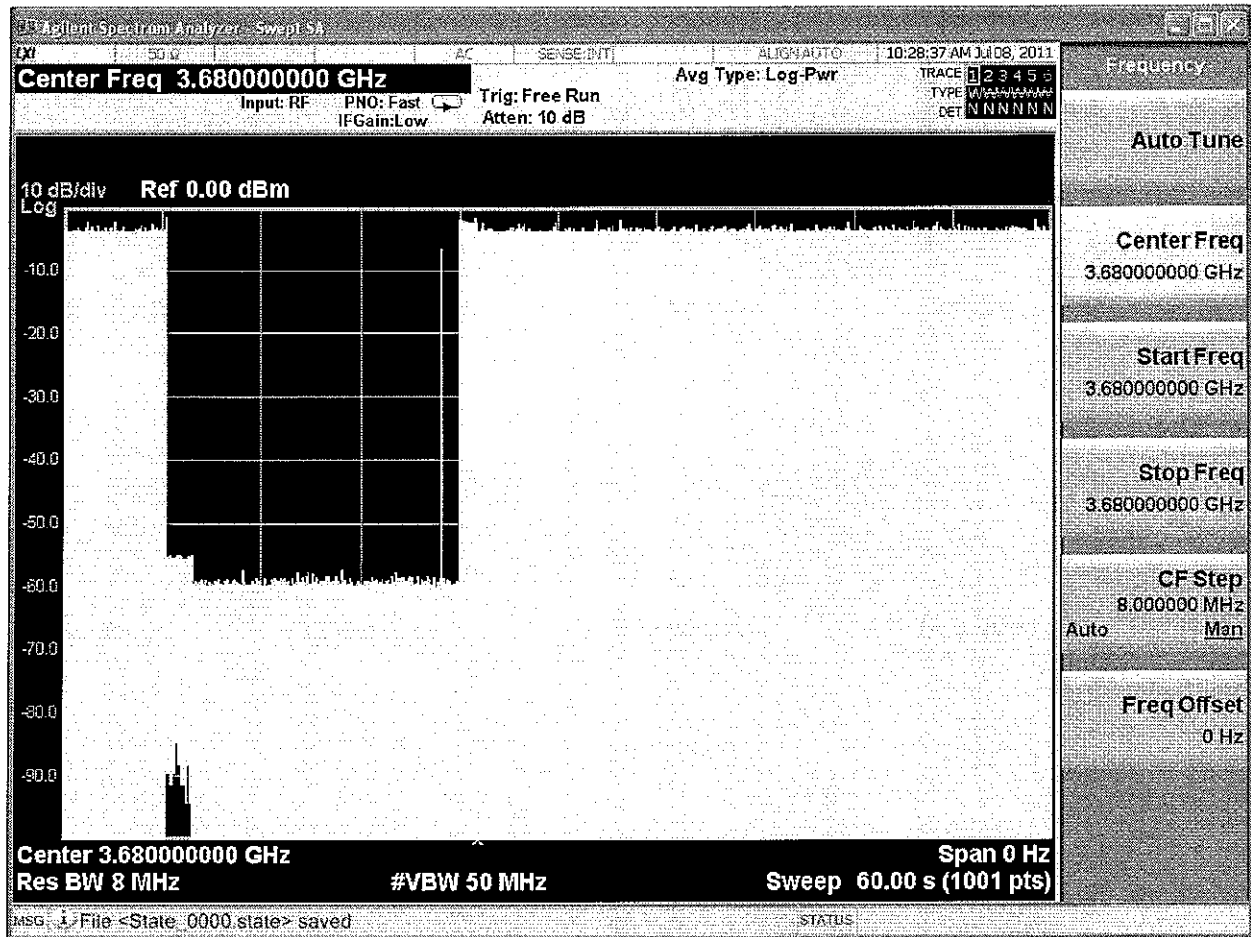 Agilent Spectrum Analyzer - Swept SA
LXI 50 Ω AC SENSE:INT ALIGN AUTO 10:28:37 AM Jul 08, 2011
Center Freq 3.680000000 GHz
Input: RF PNO: Fast Trig: Free Run Avg Type: Log-Pwr TRACE 1 2 3 4 5 6
IFGain:Low Atten: 10 dB TYPE
DET N N N N N N
10 dB/div Ref 0.00 dBm
Log
-10.0
-20.0
-30.0
-40.0
-50.0
-60.0
-70.0
-80.0
-90.0
Center 3.680000000 GHz Span 0 Hz
Res BW 8 MHz #VBW 50 MHz Sweep 60.00 s (1001 pts)
MSG File <State_0000.state> saved STATUS
Frequency
Auto Tune
Center Freq
3.680000000 GHz
Start Freq
3.680000000 GHz
Stop Freq
3.680000000 GHz
CF Step
8.000000 MHz
Auto Man
Freq Offset
0 Hz